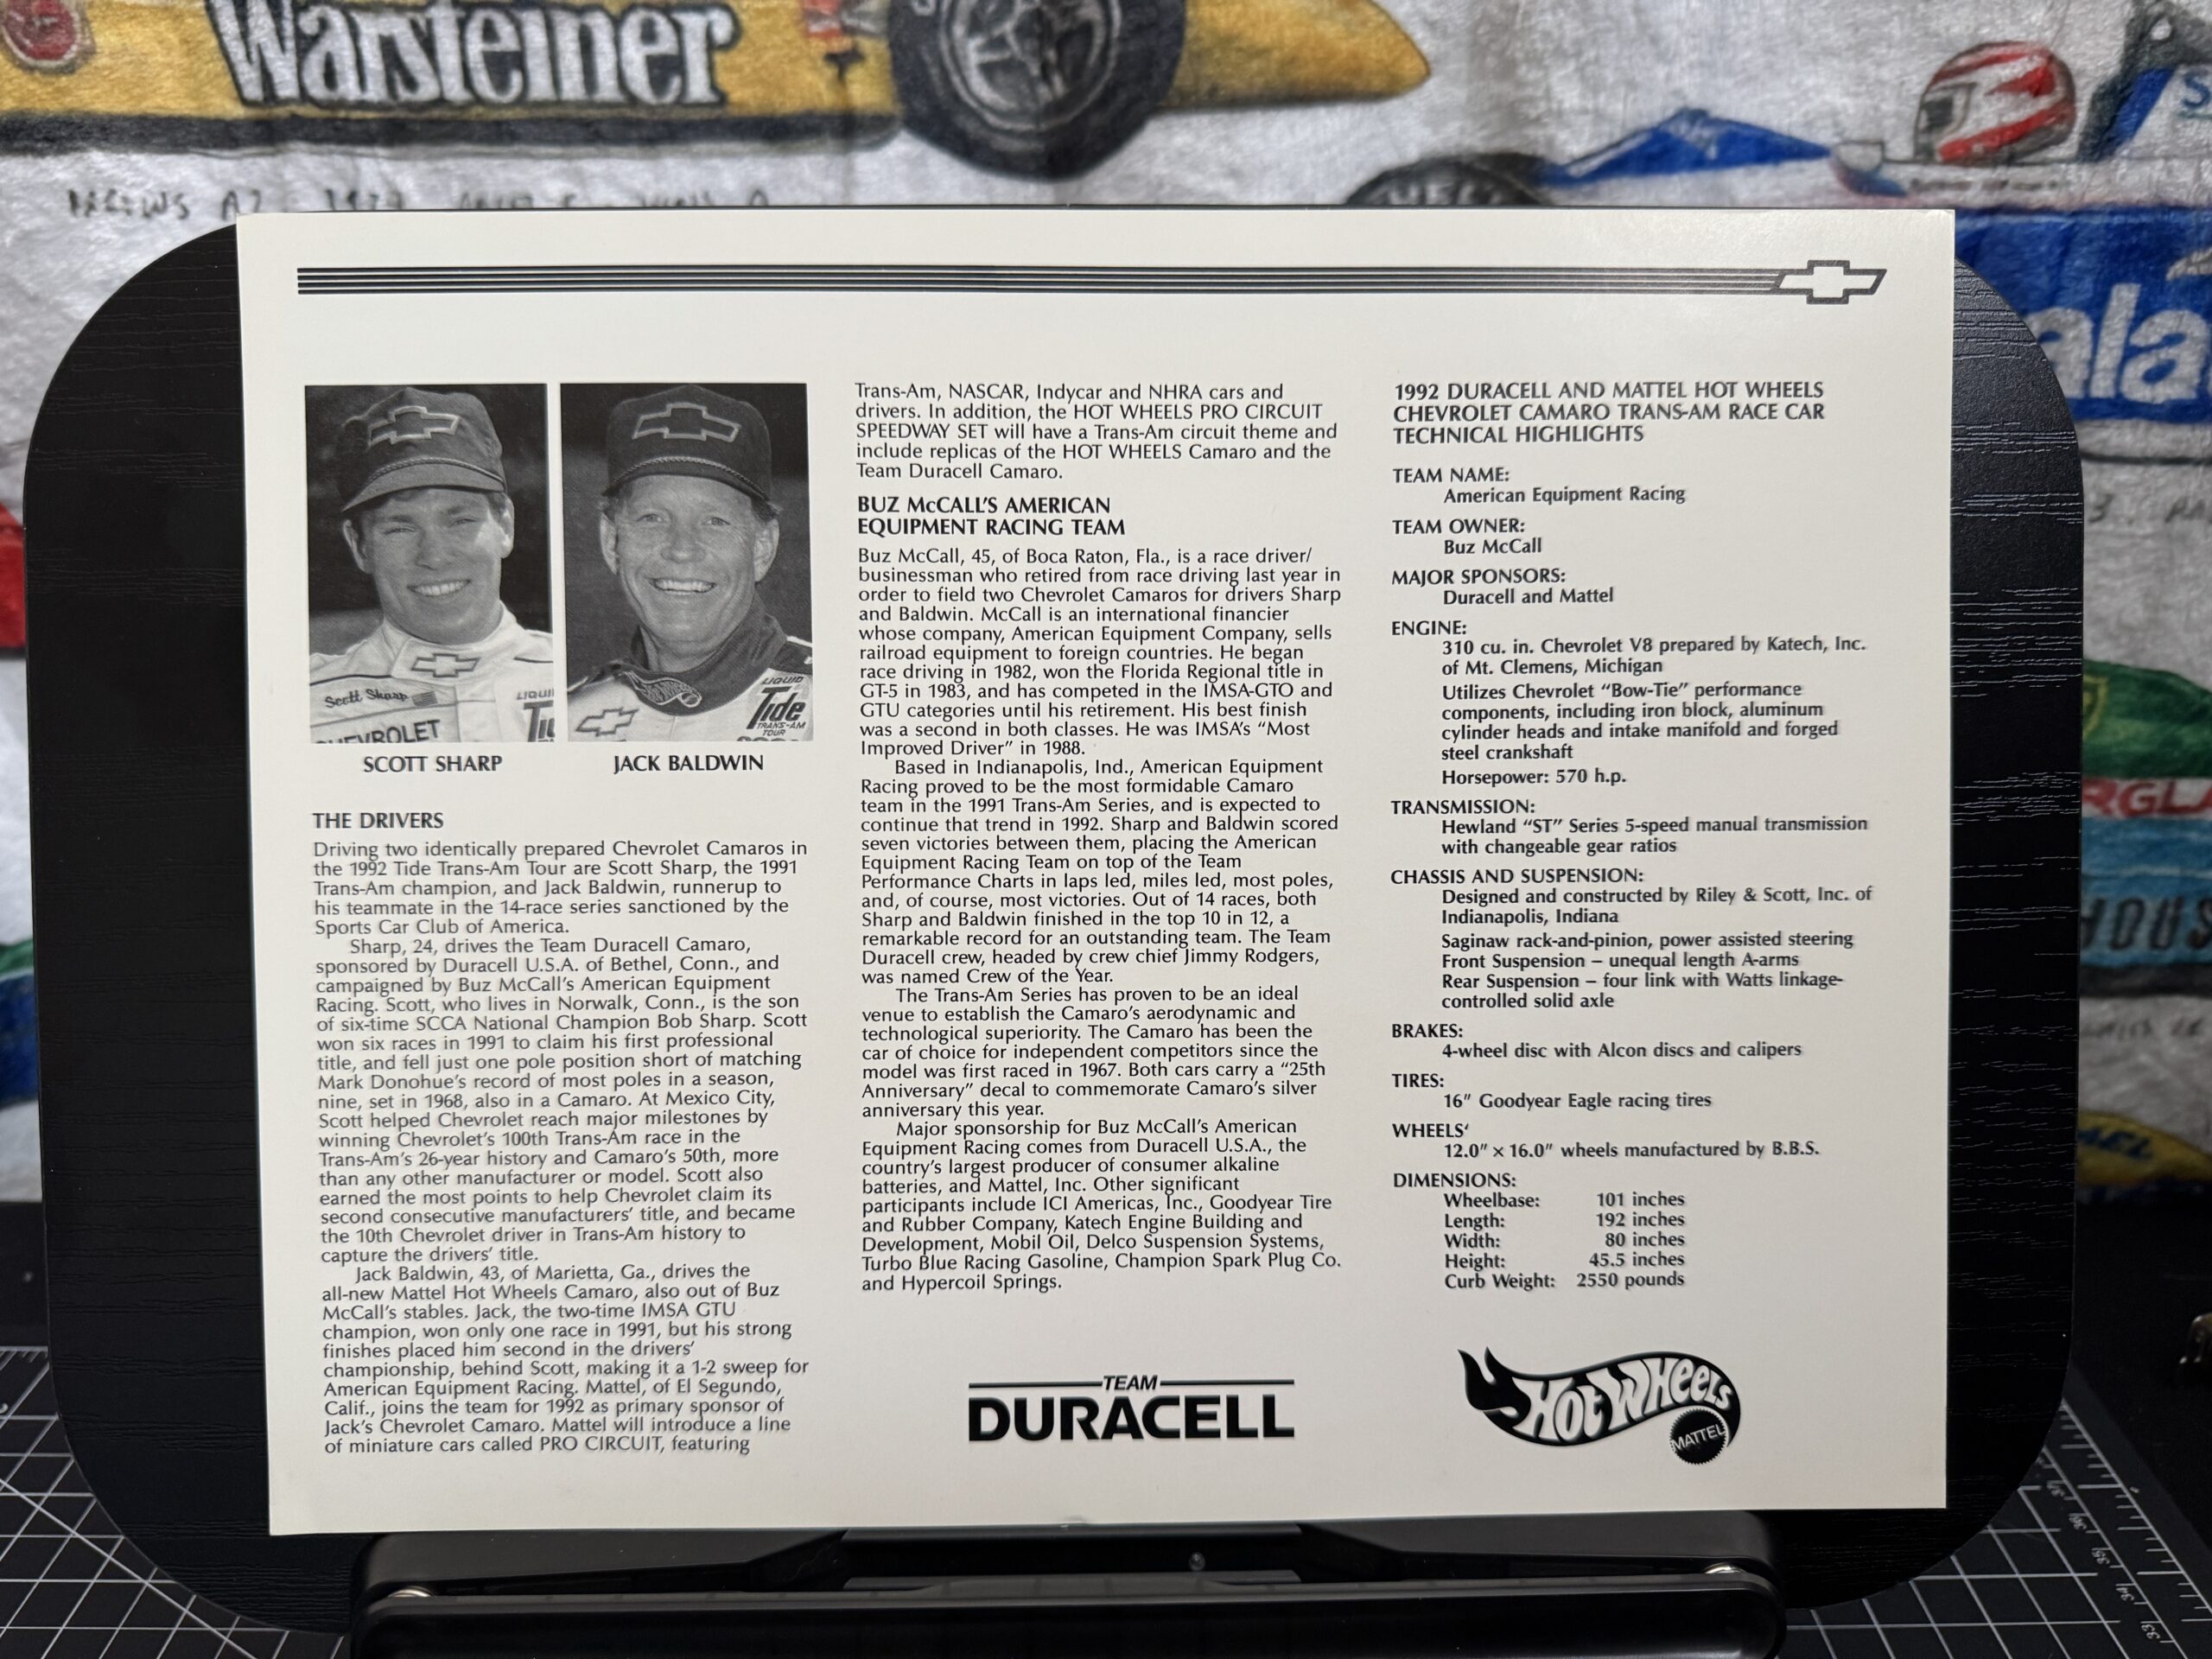 Warsteiner
ala
SCOTT SHARP
JACK BALDWIN
Scott Sharp
CHEVROLET
LIQUID
Tide
TRANS-AM
TOUR
THE DRIVERS
Driving two identically prepared Chevrolet Camaros in
the 1992 Tide Trans-Am Tour are Scott Sharp, the 1991
Trans-Am champion, and Jack Baldwin, runnerup to
his teammate in the 14-race series sanctioned by the
Sports Car Club of America.
Sharp, 24, drives the Team Duracell Camaro,
sponsored by Duracell U.S.A. of Bethel, Conn., and
campaigned by Buz McCall's American Equipment
Racing. Scott, who lives in Norwalk, Conn., is the son
of six-time SCCA National Champion Bob Sharp. Scott
won six races in 1991 to claim his first professional
title, and fell just one pole position short of matching
Mark Donohue's record of most poles in a season,
nine, set in 1968, also in a Camaro. At Mexico City,
Scott helped Chevrolet reach major milestones by
winning Chevrolet's 100th Trans-Am race in the
Trans-Am's 26-year history and Camaro's 50th, more
than any other manufacturer or model. Scott also
earned the most points to help Chevrolet claim its
second consecutive manufacturers' title, and became
the 10th Chevrolet driver in Trans-Am history to
capture the drivers' title.
Jack Baldwin, 43, of Marietta, Ga., drives the
all-new Mattel Hot Wheels Camaro, also out of Buz
McCall's stables. Jack, the two-time IMSA GTU
champion, won only one race in 1991, but his strong
finishes placed him second in the drivers'
championship, behind Scott, making it a 1-2 sweep for
American Equipment Racing. Mattel, of El Segundo,
Calif., joins the team for 1992 as primary sponsor of
Jack's Chevrolet Camaro. Mattel will introduce a line
of miniature cars called PRO CIRCUIT, featuring
Trans-Am, NASCAR, Indycar and NHRA cars and
drivers. In addition, the HOT WHEELS PRO CIRCUIT
SPEEDWAY SET will have a Trans-Am circuit theme and
include replicas of the HOT WHEELS Camaro and the
Team Duracell Camaro.
BUZ McCALL'S AMERICAN
EQUIPMENT RACING TEAM
Buz McCall, 45, of Boca Raton, Fla., is a race driver/
businessman who retired from race driving last year in
order to field two Chevrolet Camaros for drivers Sharp
and Baldwin. McCall is an international financier
whose company, American Equipment Company, sells
railroad equipment to foreign countries. He began
race driving in 1982, won the Florida Regional title in
GT-5 in 1983, and has competed in the IMSA-GTO and
GTU categories until his retirement. His best finish
was a second in both classes. He was IMSA's "Most
Improved Driver" in 1988.
Based in Indianapolis, Ind., American Equipment
Racing proved to be the most formidable Camaro
team in the 1991 Trans-Am Series, and is expected to
continue that trend in 1992. Sharp and Baldwin scored
seven victories between them, placing the American
Equipment Racing Team on top of the Team
Performance Charts in laps led, miles led, most poles,
and, of course, most victories. Out of 14 races, both
Sharp and Baldwin finished in the top 10 in 12, a
remarkable record for an outstanding team. The Team
Duracell crew, headed by crew chief Jimmy Rodgers,
was named Crew of the Year.
The Trans-Am Series has proven to be an ideal
venue to establish the Camaro's aerodynamic and
technological superiority. The Camaro has been the
car of choice for independent competitors since the
model was first raced in 1967. Both cars carry a "25th
Anniversary" decal to commemorate Camaro's silver
anniversary this year.
Major sponsorship for Buz McCall's American
Equipment Racing comes from Duracell U.S.A., the
country's largest producer of consumer alkaline
batteries, and Mattel, Inc. Other significant
participants include ICI Americas, Inc., Goodyear Tire
and Rubber Company, Katech Engine Building and
Development, Mobil Oil, Delco Suspension Systems,
Turbo Blue Racing Gasoline, Champion Spark Plug Co.
and Hypercoil Springs.
TEAM
DURACELL
1992 DURACELL AND MATTEL HOT WHEELS
CHEVROLET CAMARO TRANS-AM RACE CAR
TECHNICAL HIGHLIGHTS
TEAM NAME:
American Equipment Racing
TEAM OWNER:
Buz McCall
MAJOR SPONSORS:
Duracell and Mattel
ENGINE:
310 cu. in. Chevrolet V8 prepared by Katech, Inc.
of Mt. Clemens, Michigan
Utilizes Chevrolet "Bow-Tie" performance
components, including iron block, aluminum
cylinder heads and intake manifold and forged
steel crankshaft
Horsepower: 570 h.p.
TRANSMISSION:
Hewland "ST" Series 5-speed manual transmission
with changeable gear ratios
CHASSIS AND SUSPENSION:
Designed and constructed by Riley & Scott, Inc. of
Indianapolis, Indiana
Saginaw rack-and-pinion, power assisted steering
Front Suspension – unequal length A-arms
Rear Suspension – four link with Watts linkage-
controlled solid axle
BRAKES:
4-wheel disc with Alcon discs and calipers
TIRES:
16" Goodyear Eagle racing tires
WHEELS'
12.0" × 16.0" wheels manufactured by B.B.S.
DIMENSIONS:
Wheelbase: 101 inches
Length: 192 inches
Width: 80 inches
Height: 45.5 inches
Curb Weight: 2550 pounds
Hot Wheels
MATTEL